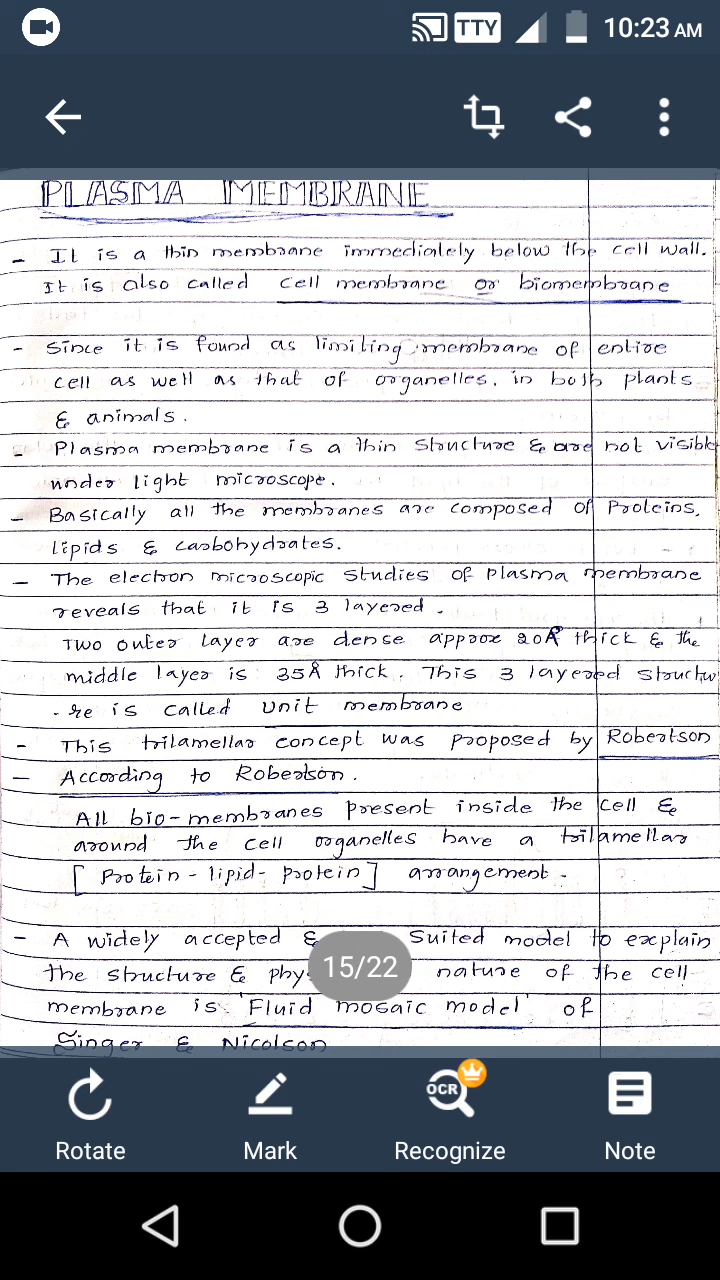 TTY 10:23 AM
PLASMA MEMBRANE
- It is a thin membrane immediately below the cell wall.
It is also called cell membrane or biomembrane
- Since it is found as limiting membrane of entire
cell as well as that of organelles. in both plants
& animals.
- Plasma membrane is a thin structure & are not visible
under light microscope.
- Basically all the membranes are composed of Proteins,
lipids & carbohydrates.
- The electron microscopic studies of plasma membrane
reveals that it is 3 layered.
Two outer layer are dense approx 20Å thick & the
middle layer is 35Å thick. This 3 layered structu
-re is called unit membrane
- This trilamellar concept was proposed by Robertson
- According to Robertson.
All bio-membranes present inside the cell &
around the cell organelles have a trilamellar
[Protein - lipid - protein] arrangement.
- A widely accepted & Suited model to explain
the structure & phy nature of the cell
membrane is 'Fluid mosaic model' of
Singer & Nicolson
15/22
Rotate Mark OCR Recognize Note